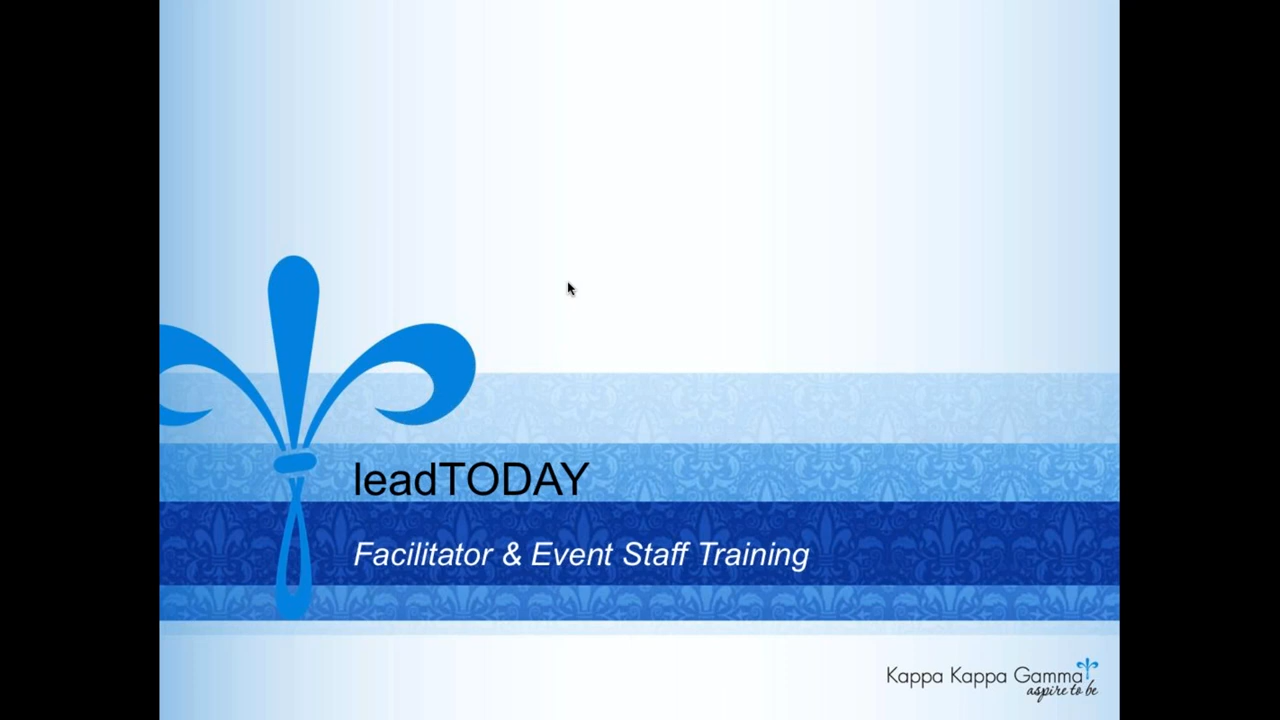 leadTODAY
Facilitator & Event Staff Training
Kappa Kappa Gamma
aspire to be